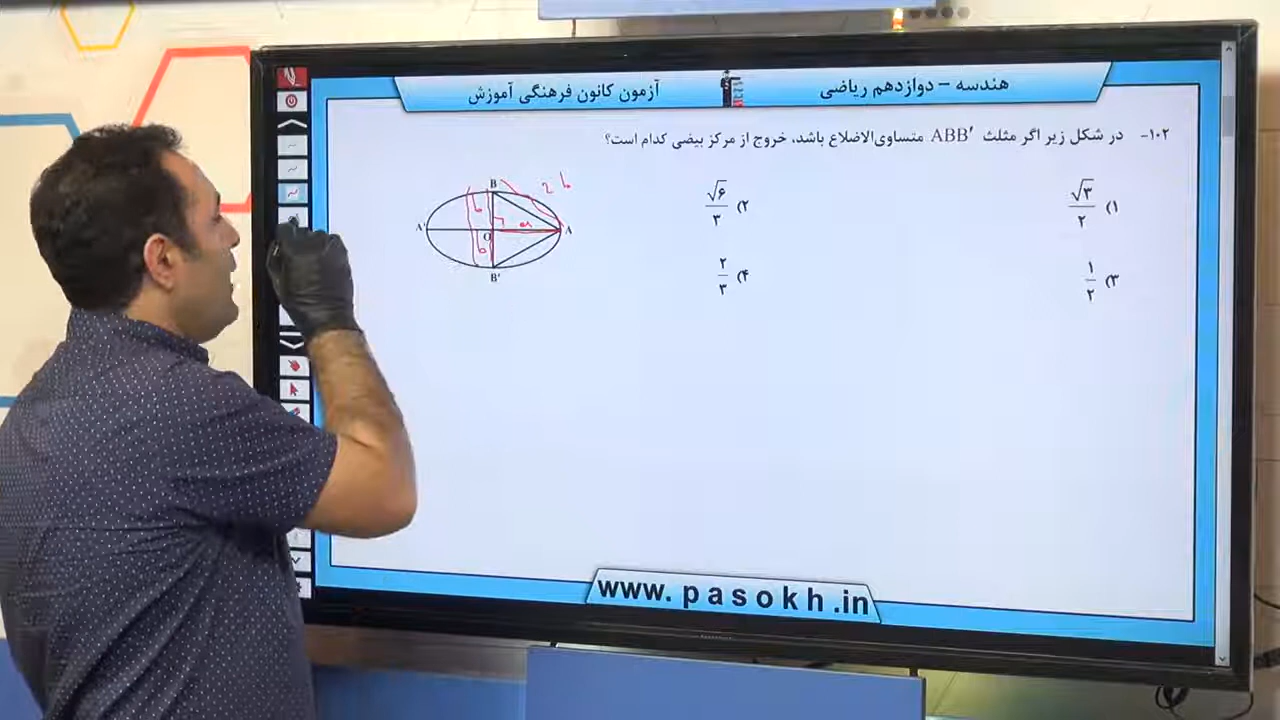 هندسه - دوازدهم ریاضی
آزمون کانون فرهنگی آموزش
۱۰۲- در شکل زیر اگر مثلث ABB′ متساوی‌الاضلاع باشد، خروج از مرکز بیضی کدام است؟
۱) √۳/۲
۲) √۶/۳
۳) ۱/۲
۴) ۲/۳
B 2b
b
A' O a A
b
B'
www.pasokh.in